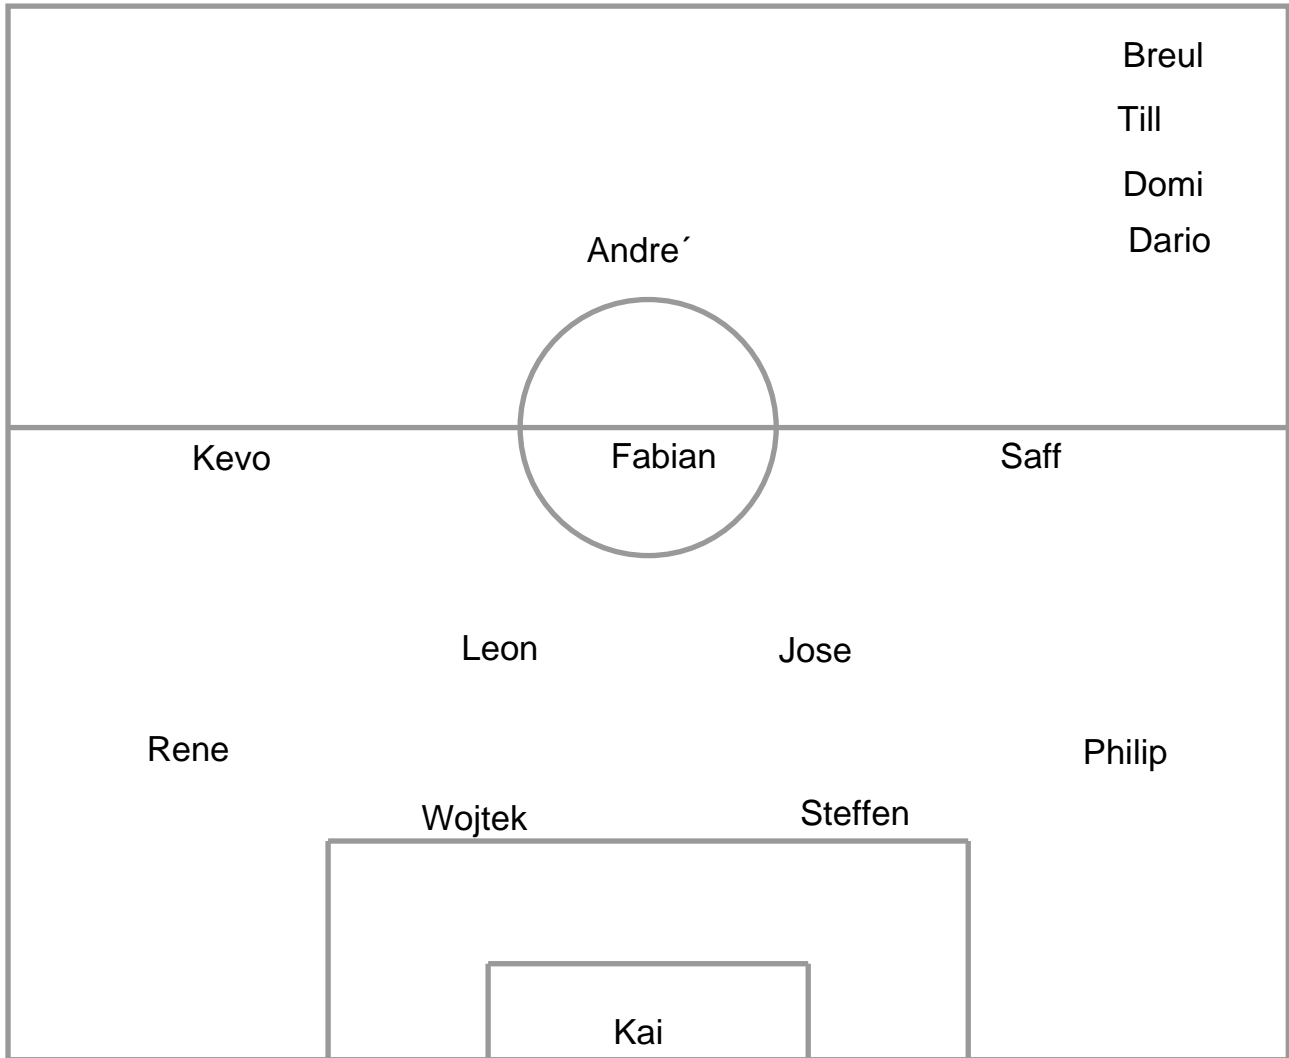 Breul
Till
Domi
Dario
Andre´
Kevo
Fabian
Saff
Leon
Jose
Rene
Philip
Wojtek
Steffen
Kai